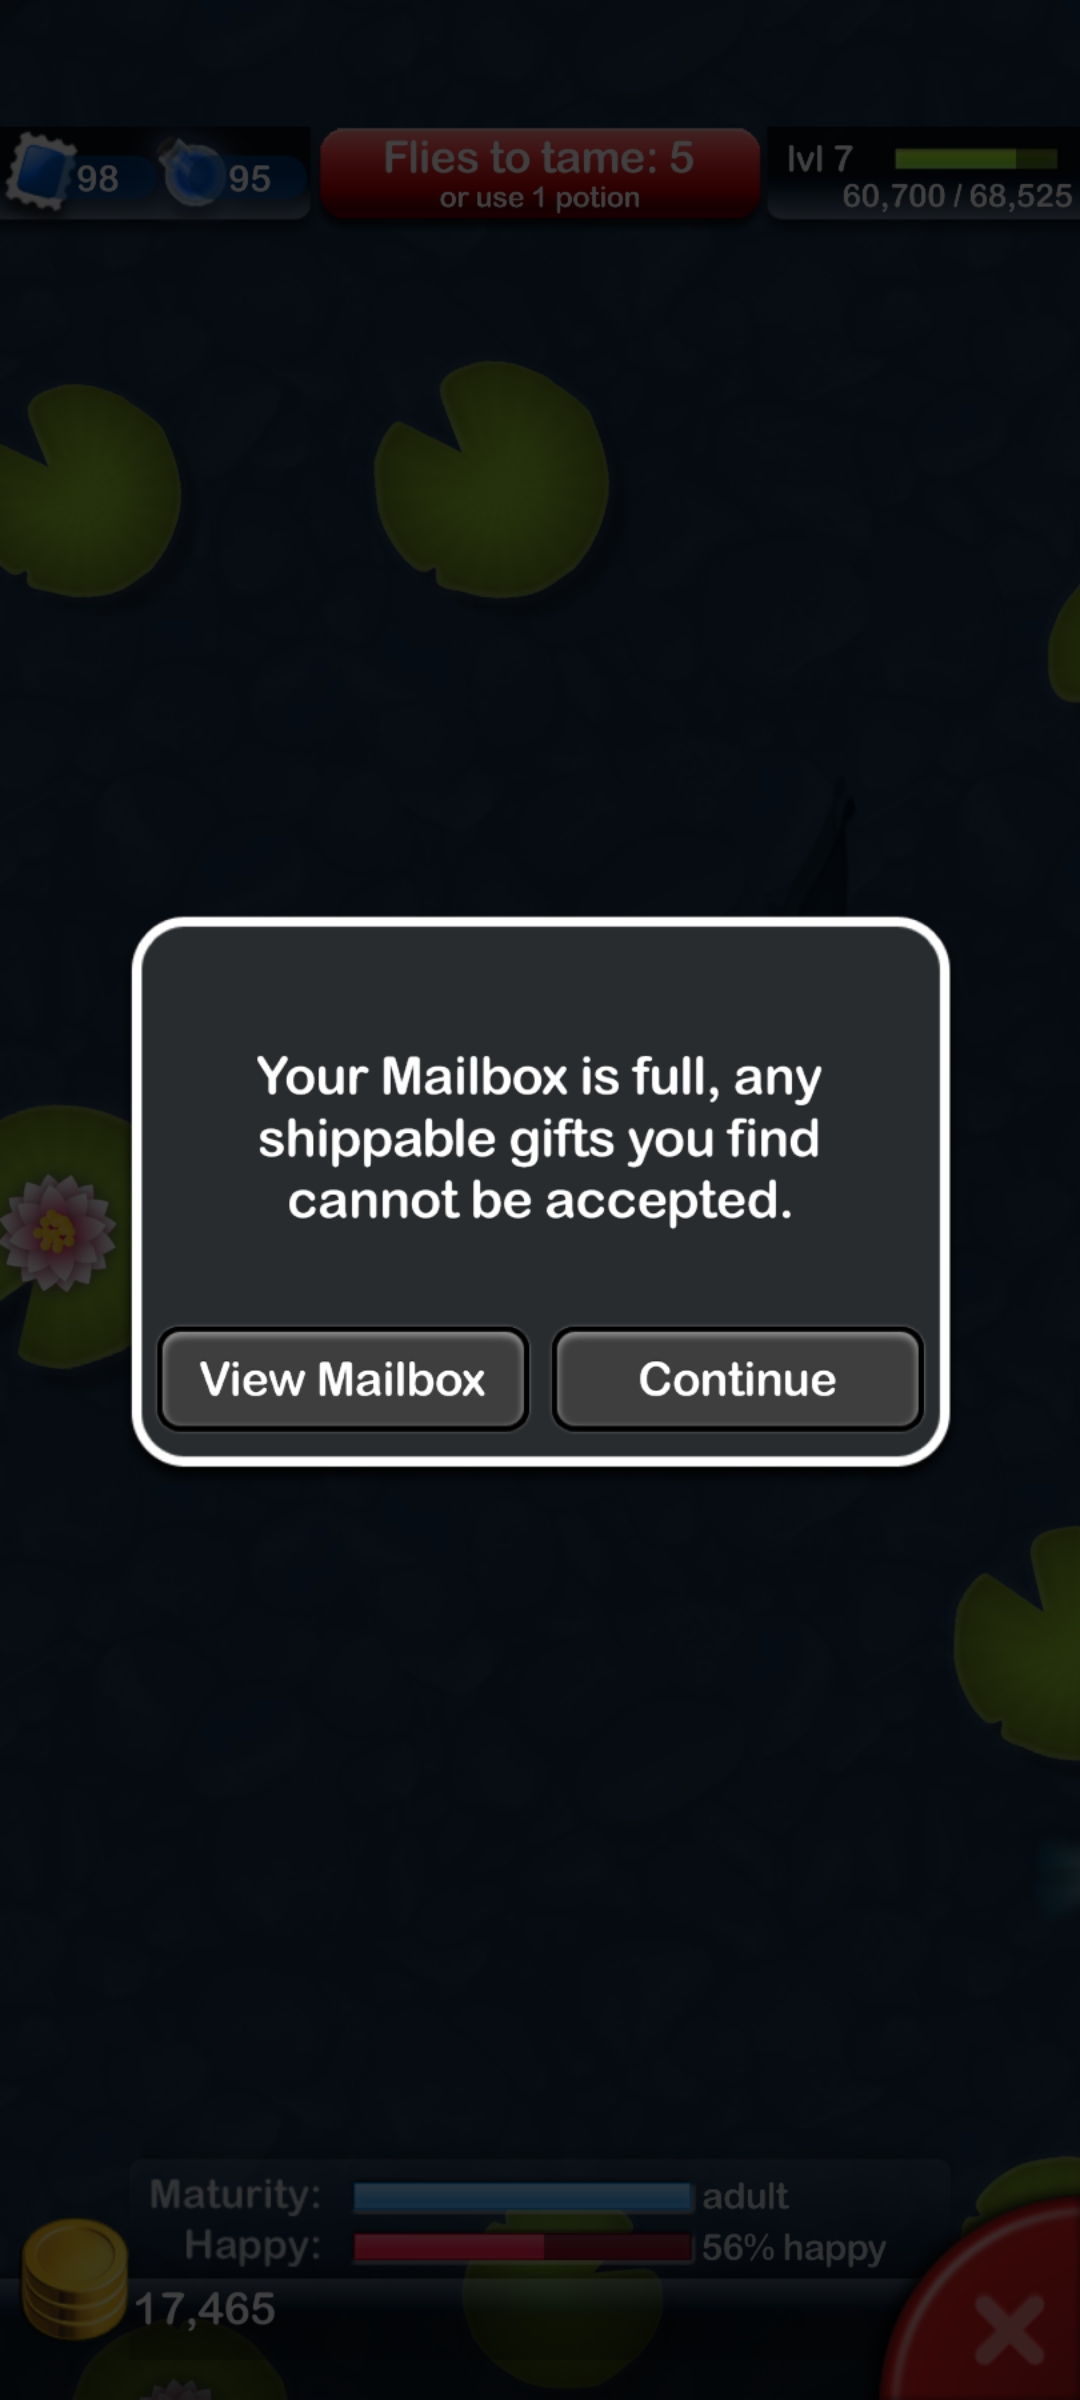 98
95
Flies to tame: 5
or use 1 potion
lvl 7
60,700 / 68,525
Your Mailbox is full, any
shippable gifts you find
cannot be accepted.
View Mailbox
Continue
Maturity:
adult
Happy:
56% happy
17,465